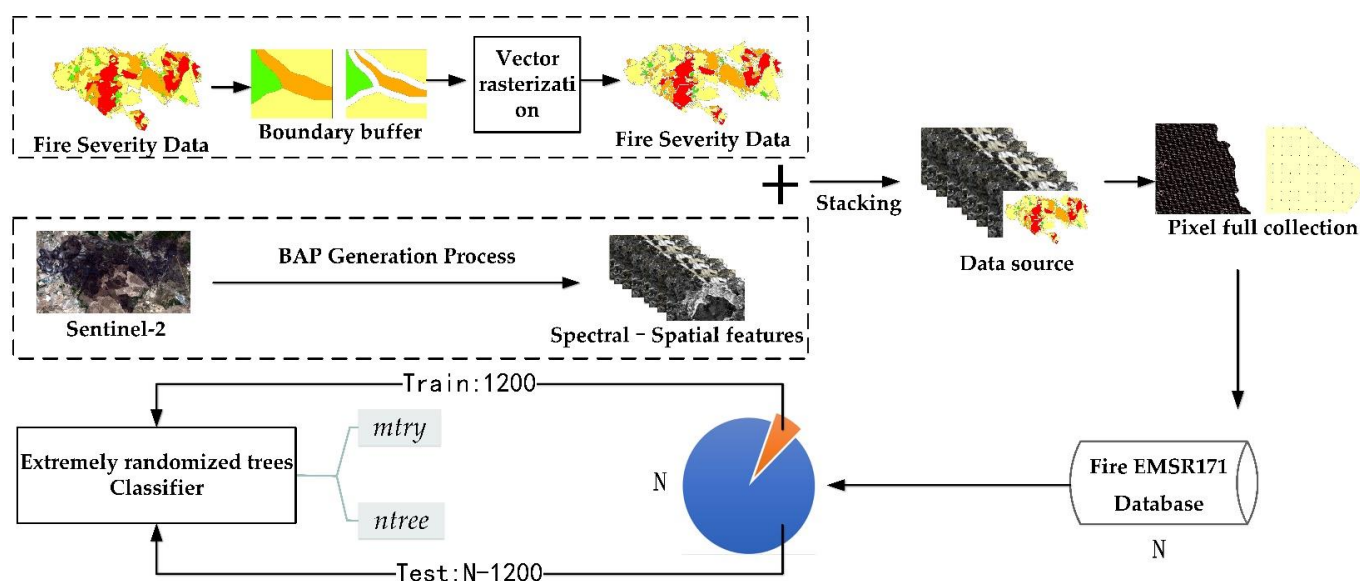 Fire Severity Data
Boundary buffer
Vector
rasterizati
on
Fire Severity Data
Sentinel-2
BAP Generation Process
Spectral – Spatial features
+
Stacking
Data source
Pixel full collection
Fire EMSR171
Database
N
N
Train:1200
Test:N-1200
Extremely randomized trees
Classifier
mtry
ntree